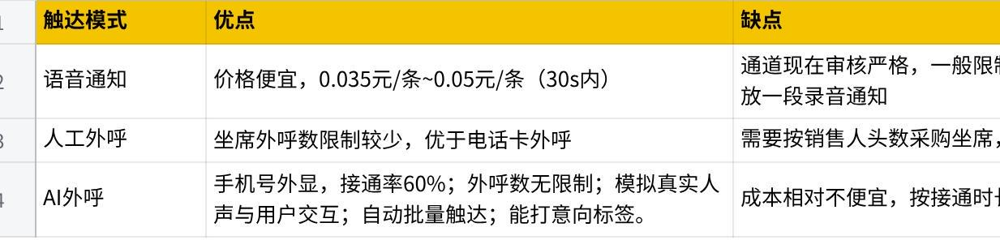 触达模式 优点 缺点
语音通知 价格便宜，0.035元/条~0.05元/条（30s内） 通道现在审核严格，一般限
放一段录音通知
人工外呼 坐席外呼数限制较少，优于电话卡外呼 需要按销售人头数采购坐席，
手机号外显，接通率60%；外呼数无限制；模拟真实人
AI外呼 声与用户交互；自动批量触达；能打意向标签。 成本相对不便宜，按接通时